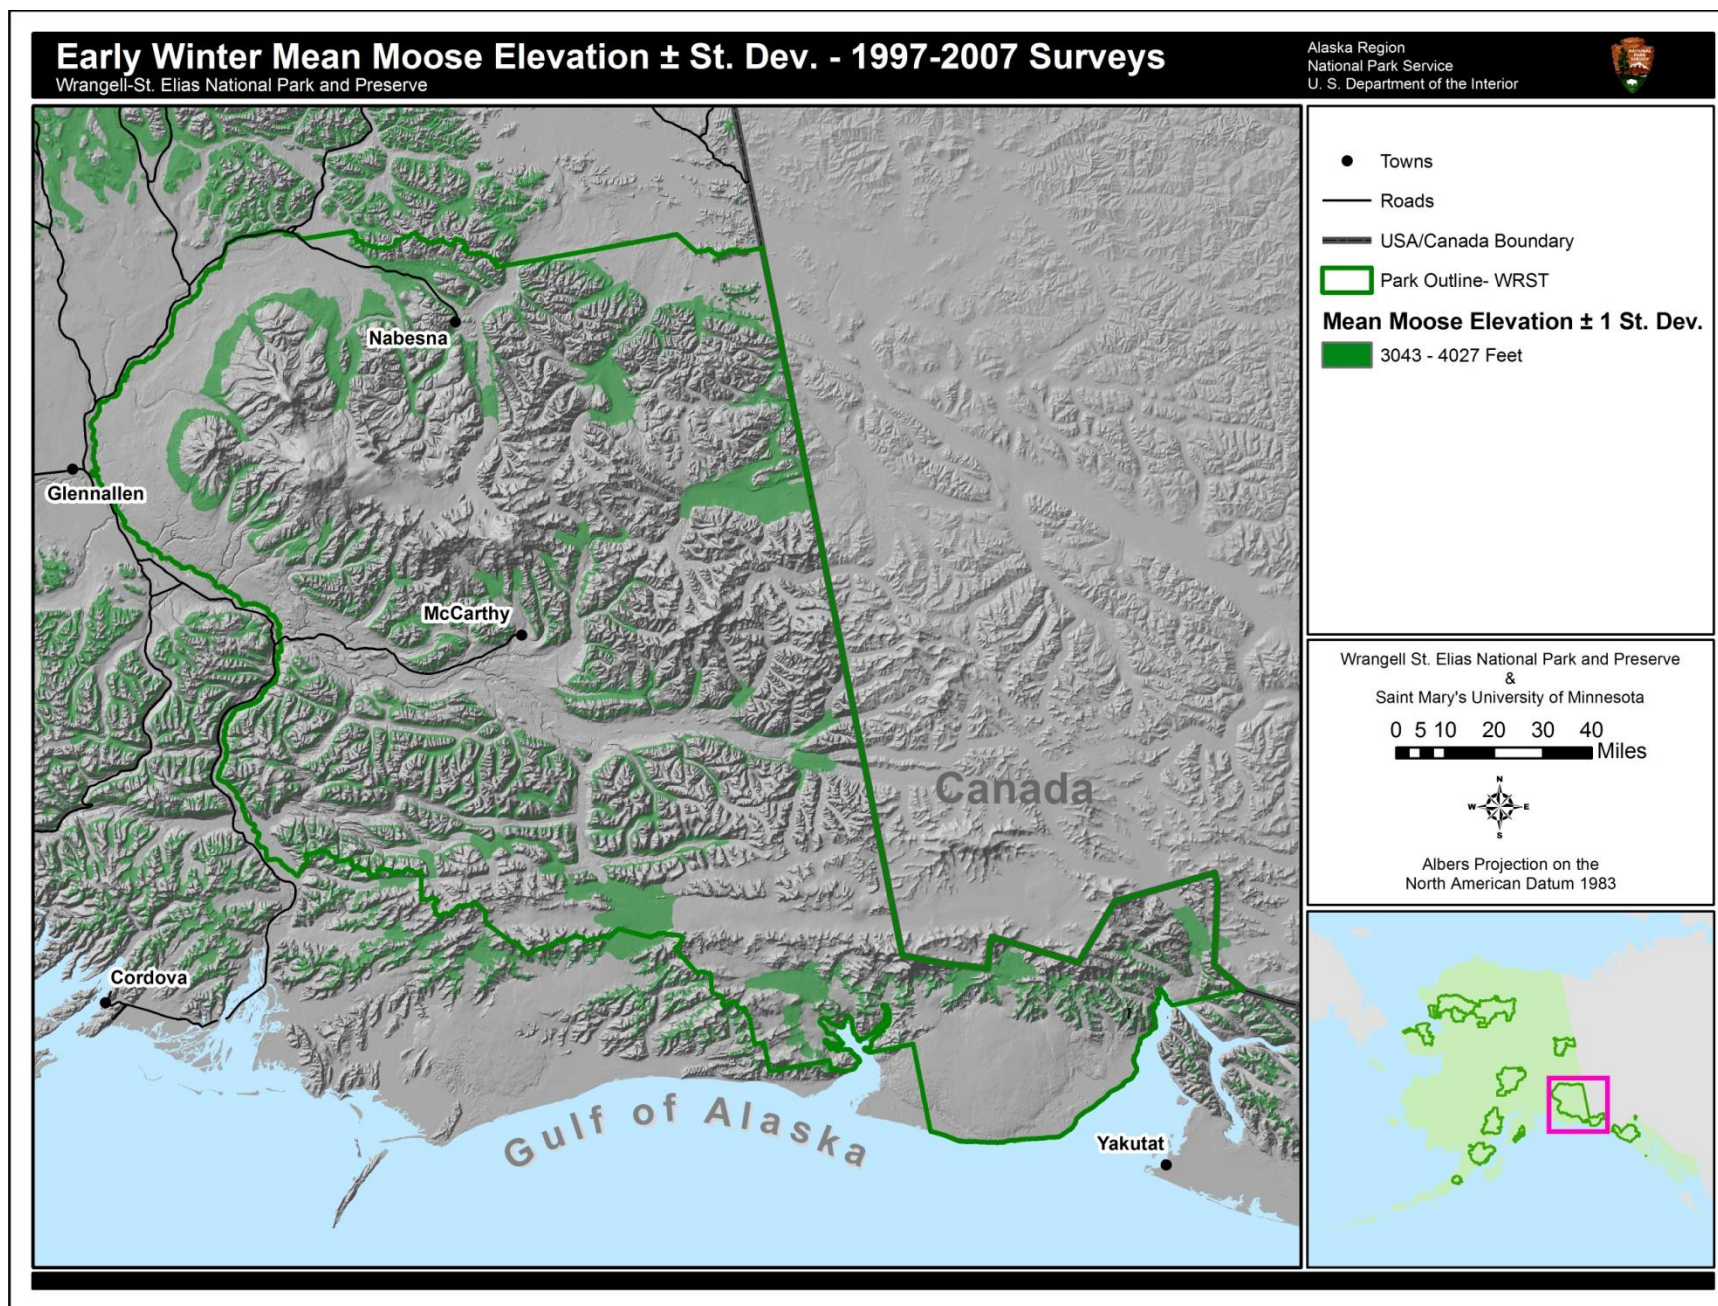 Early Winter Mean Moose Elevation ± St. Dev. - 1997-2007 Surveys
Wrangell-St. Elias National Park and Preserve
Alaska Region
National Park Service
U. S. Department of the Interior
Towns
Roads
USA/Canada Boundary
Park Outline- WRST
Mean Moose Elevation ± 1 St. Dev.
3043 - 4027 Feet
Nabesna
Glennallen
McCarthy
Canada
Cordova
Gulf of Alaska
Yakutat
Wrangell St. Elias National Park and Preserve
&
Saint Mary's University of Minnesota
0 5 10 20 30 40
Miles
N
W E
S
Albers Projection on the
North American Datum 1983